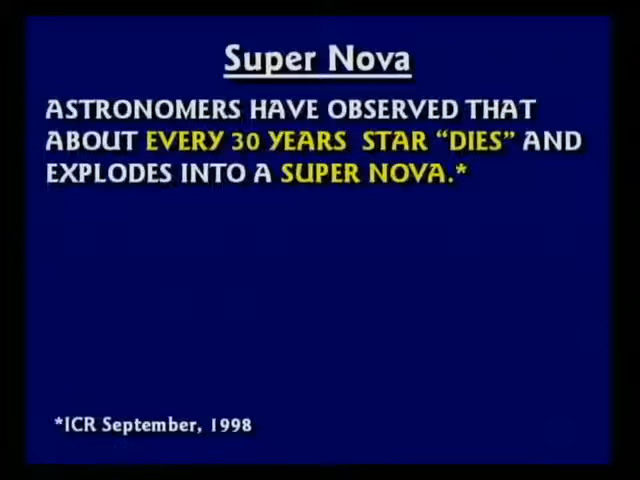 Super Nova
ASTRONOMERS HAVE OBSERVED THAT
ABOUT EVERY 30 YEARS STAR “DIES” AND
EXPLODES INTO A SUPER NOVA.*
*ICR September, 1998